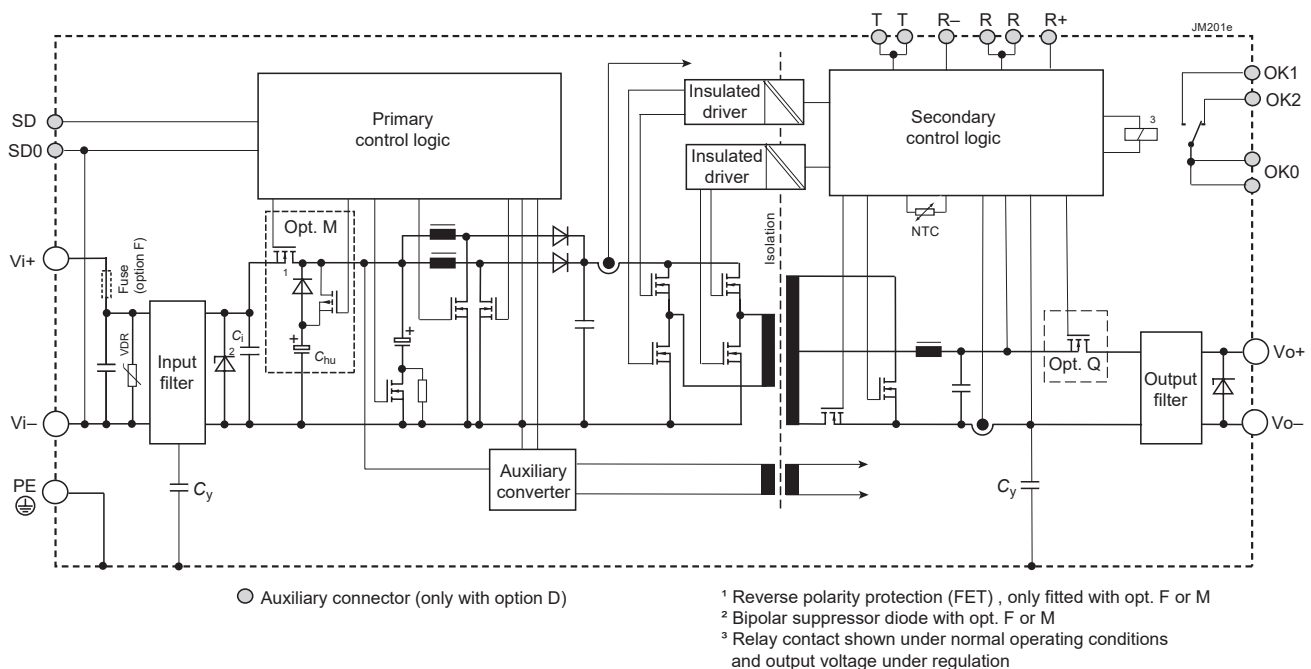 T T R– R R R+
JM201e
OK1
OK2
OK0
SD
SD0
Primary
control logic
Insulated
driver
Insulated
driver
Secondary
control logic
3
Isolation
NTC
Opt. M
1
Vi+
Fuse
(option F)
VDR
Input
filter
2
Ci
+
Chu
+
Opt. Q
Output
filter
Vo+
Vi–
Vo–
PE
Cy
Auxiliary
converter
Cy
Auxiliary connector (only with option D)
¹ Reverse polarity protection (FET) , only fitted with opt. F or M
² Bipolar suppressor diode with opt. F or M
³ Relay contact shown under normal operating conditions
and output voltage under regulation